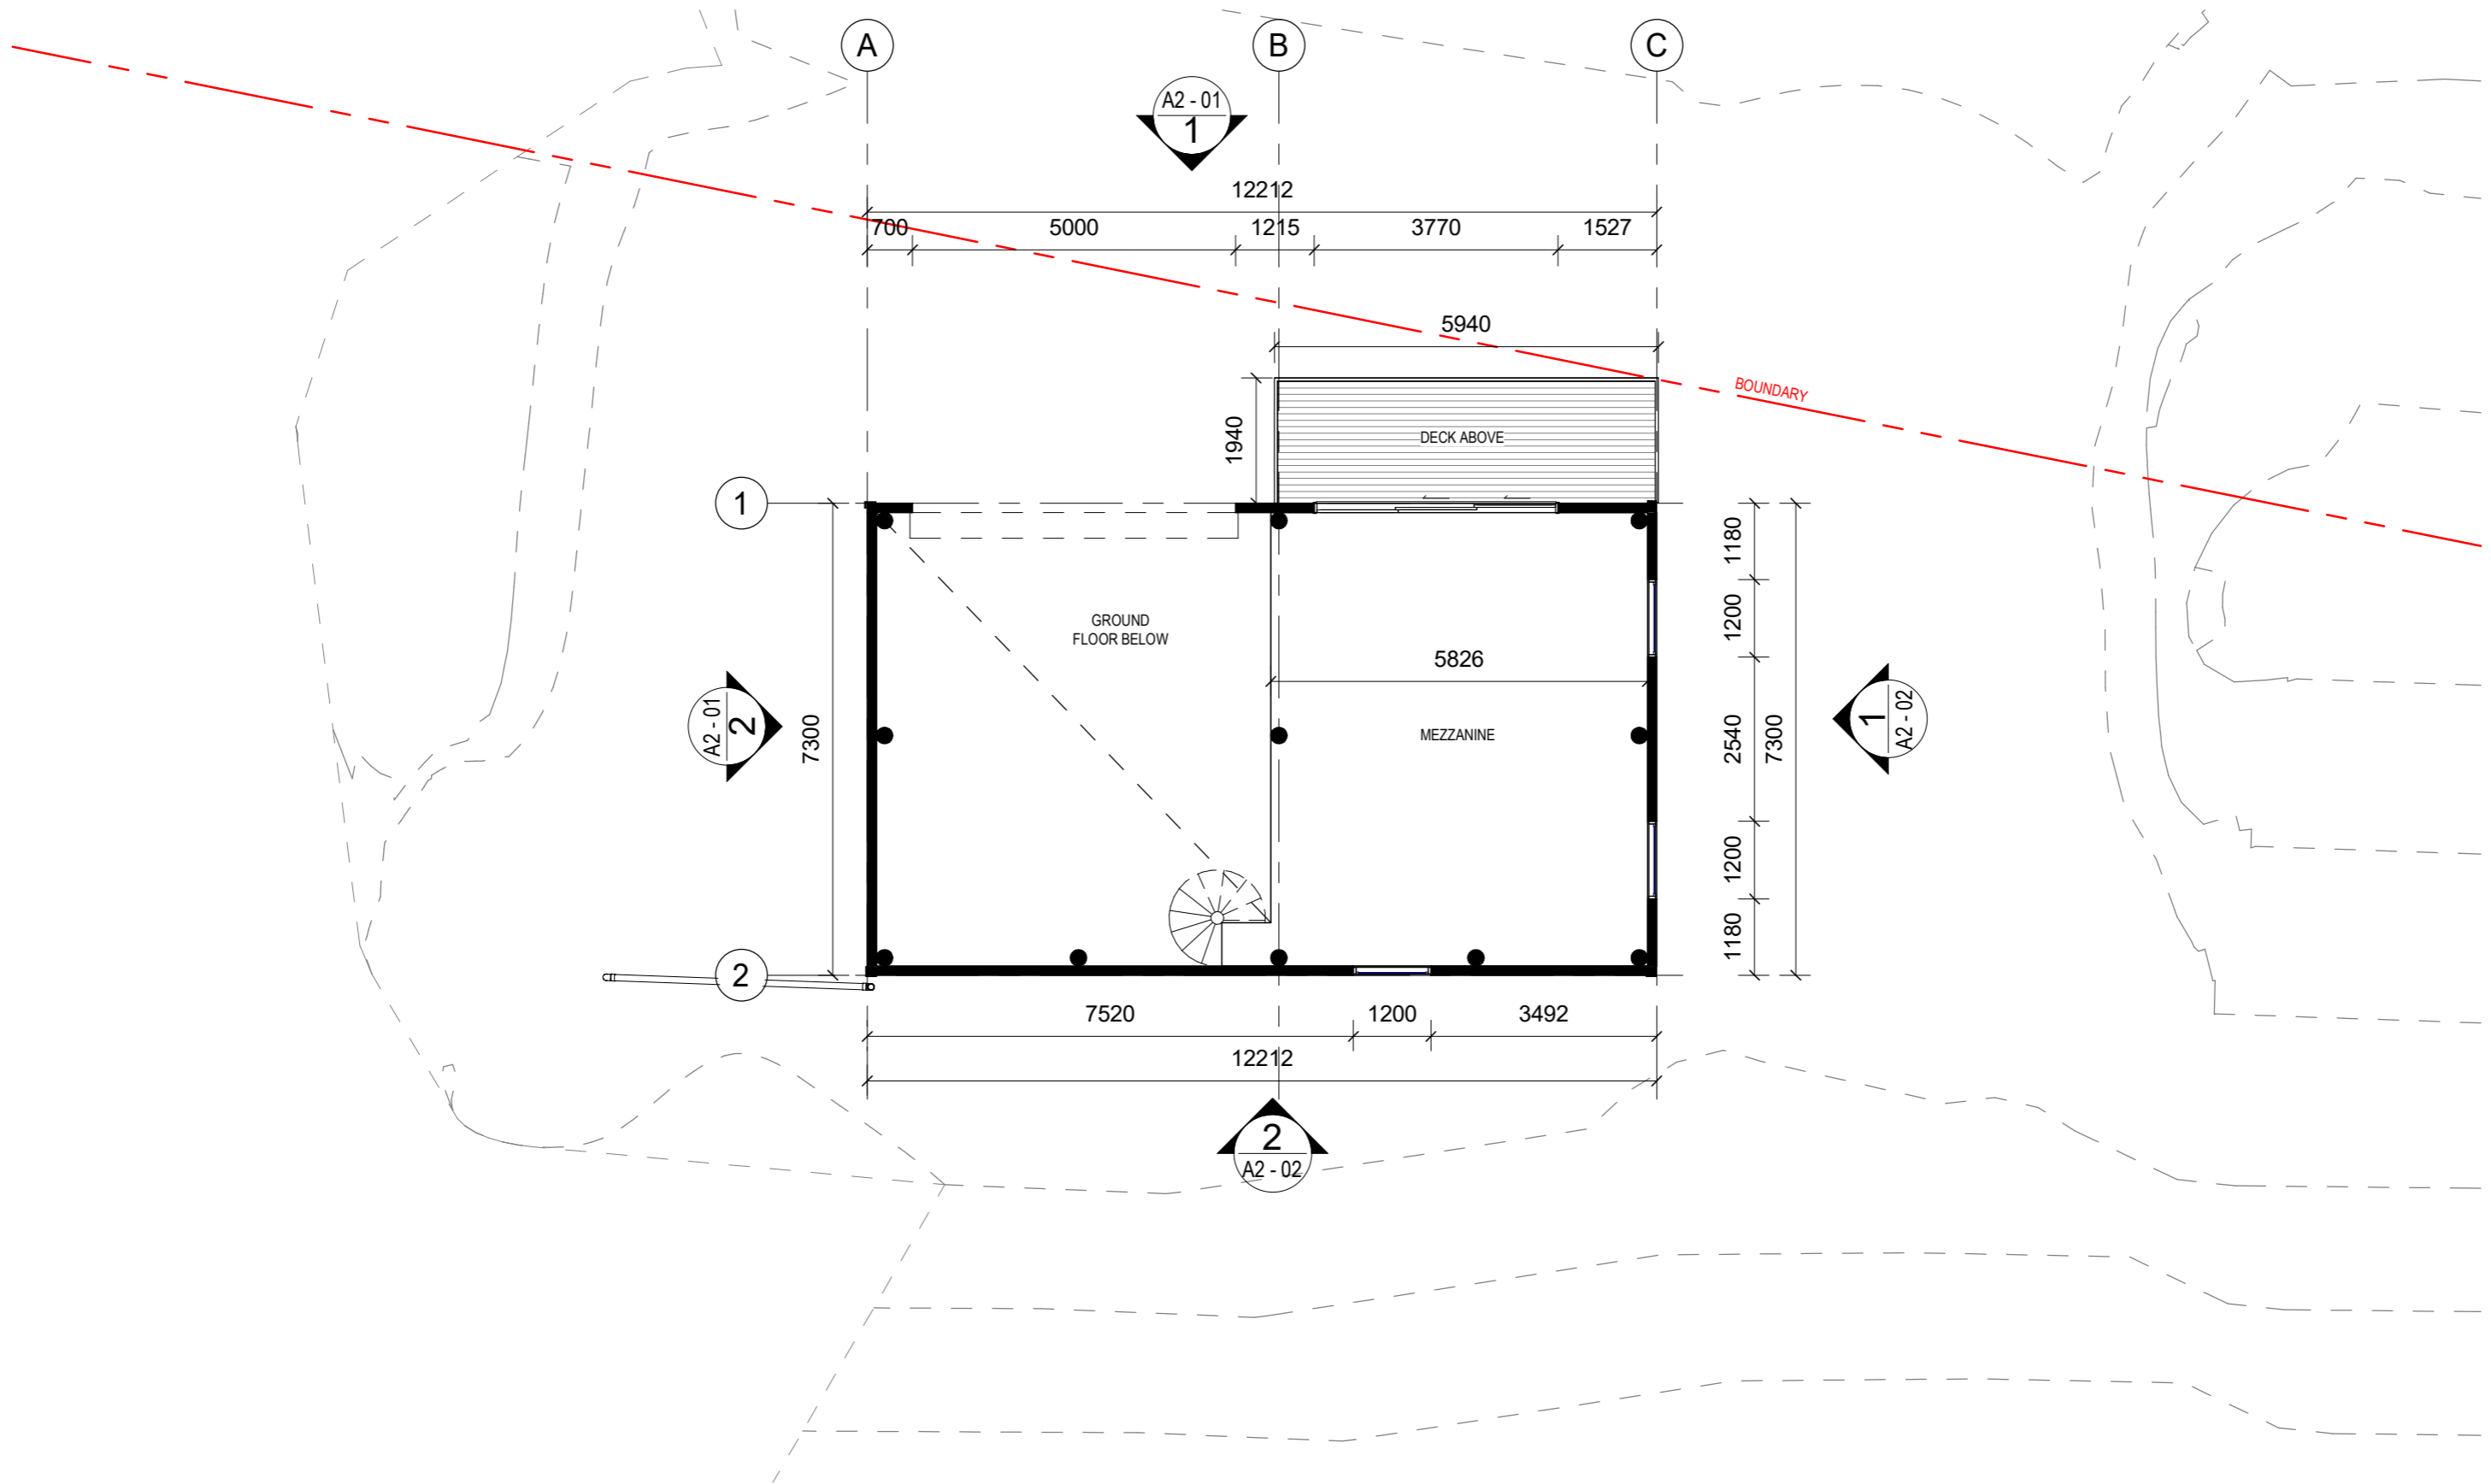 A
B
C
A2 - 01
1
12212
700
5000
1215
3770
1527
5940
BOUNDARY
1940
DECK ABOVE
1
1180
GROUND
FLOOR BELOW
1200
5826
A2 - 01
2
7300
MEZZANINE
2540
7300
1
A2 - 02
1200
1180
2
7520
1200
3492
12212
2
A2 - 02